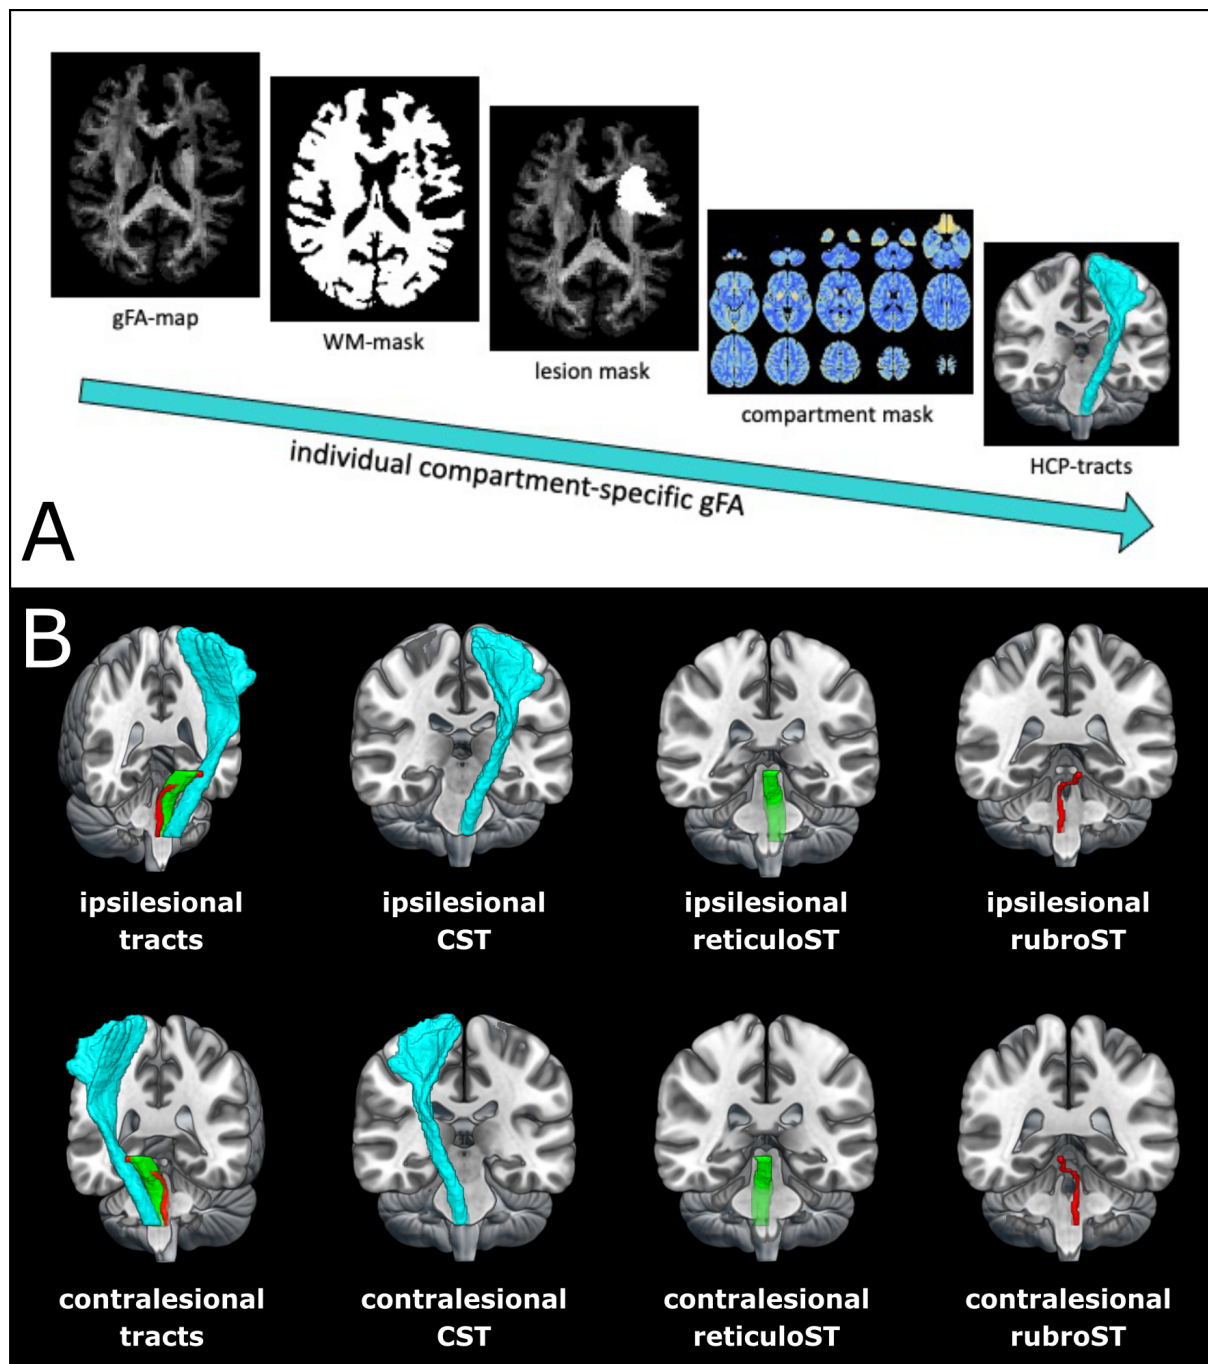 gFA-map
WM-mask
lesion mask
compartment mask
HCP-tracts
individual compartment-specific gFA
A
B
ipsilesional
tracts
ipsilesional
CST
ipsilesional
reticuloST
ipsilesional
rubroST
contralesional
tracts
contralesional
CST
contralesional
reticuloST
contralesional
rubroST